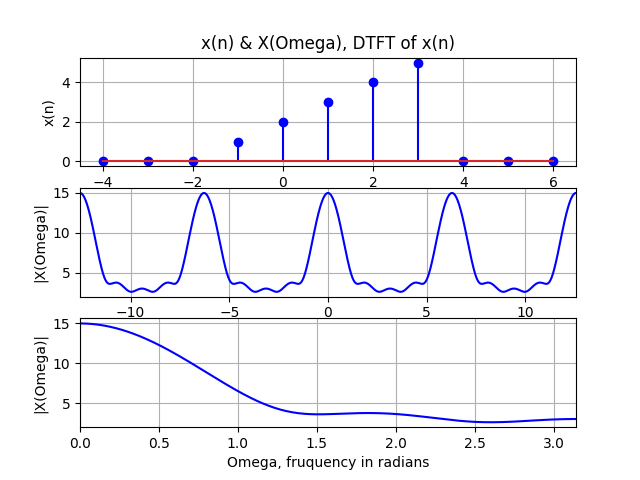 x(n) & X(Omega), DTFT of x(n)
x(n)
4
2
0
−4 −2 0 2 4 6
|X(Omega)|
15
10
5
−10 −5 0 5 10
|X(Omega)|
15
10
5
0.0 0.5 1.0 1.5 2.0 2.5 3.0
Omega, fruquency in radians